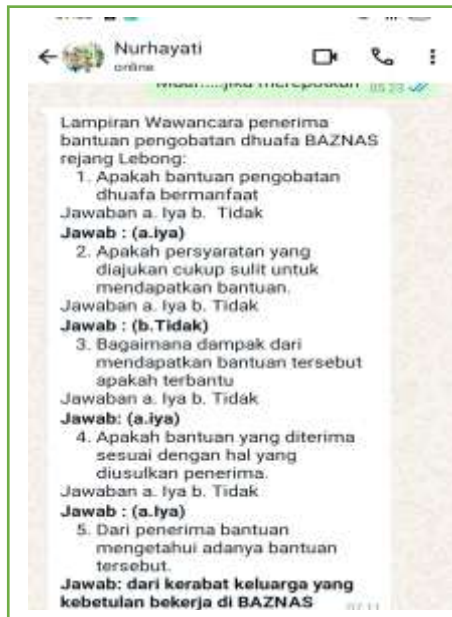 Nurhayati
online
05 23
Lampiran Wawancara penerima
bantuan pengobatan dhuafa BAZNAS
rejang Lebong:
1. Apakah bantuan pengobatan
dhuafa bermanfaat
Jawaban a. Iya b. Tidak
Jawab : (a.iya)
2. Apakah persyaratan yang
diajukan cukup sulit untuk
mendapatkan bantuan.
Jawaban a. Iya b. Tidak
Jawab : (b.Tidak)
3. Bagaimana dampak dari
mendapatkan bantuan tersebut
apakah terbantu
Jawaban a. Iya b. Tidak
Jawab: (a.iya)
4. Apakah bantuan yang diterima
sesuai dengan hal yang
diusulkan penerima.
Jawaban a. Iya b. Tidak
Jawab : (a.Iya)
5. Dari penerima bantuan
mengetahui adanya bantuan
tersebut.
Jawab: dari kerabat keluarga yang
kebetulan bekerja di BAZNAS